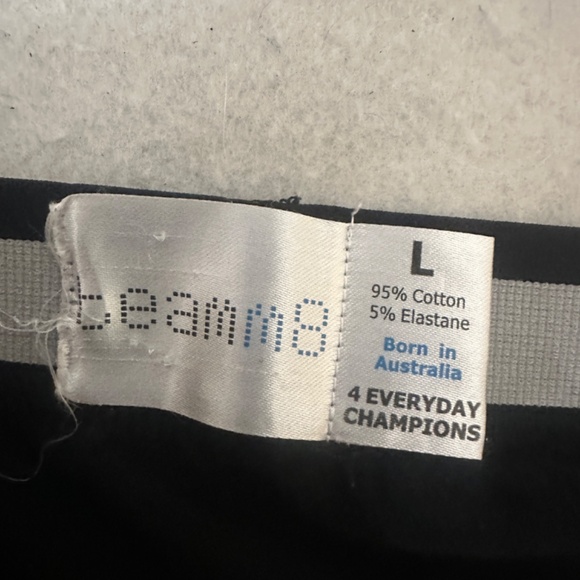 teamm8
L
95% Cotton
5% Elastane
Born in
Australia
4 EVERYDAY
CHAMPIONS